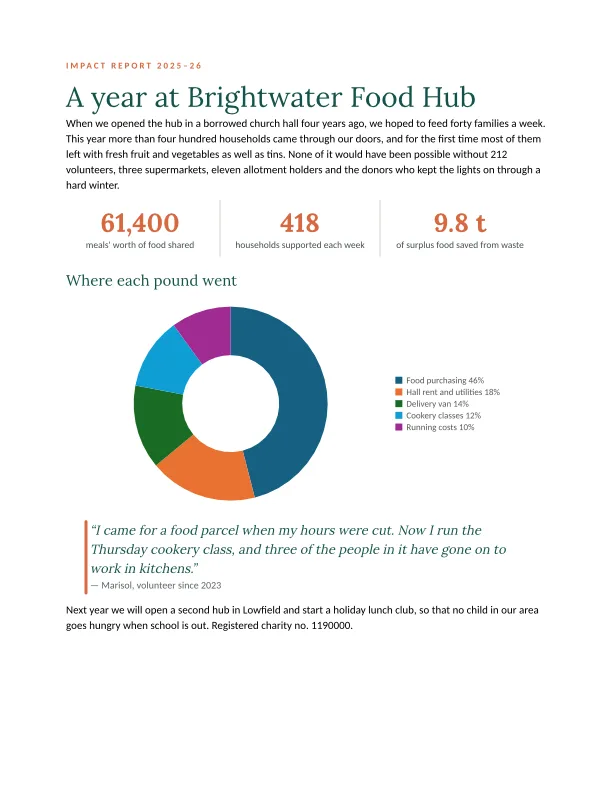 IMPACT REPORT 2025–26
A year at Brightwater Food Hub
When we opened the hub in a borrowed church hall four years ago, we hoped to feed forty families a week.
This year more than four hundred households came through our doors, and for the first time most of them
left with fresh fruit and vegetables as well as tins. None of it would have been possible without 212
volunteers, three supermarkets, eleven allotment holders and the donors who kept the lights on through a
hard winter.
61,400
meals’ worth of food shared
418
households supported each week
9.8 t
of surplus food saved from waste
Where each pound went
Food purchasing 46%
Hall rent and utilities 18%
Delivery van 14%
Cookery classes 12%
Running costs 10%
“I came for a food parcel when my hours were cut. Now I run the
Thursday cookery class, and three of the people in it have gone on to
work in kitchens.”
— Marisol, volunteer since 2023
Next year we will open a second hub in Lowfield and start a holiday lunch club, so that no child in our area
goes hungry when school is out. Registered charity no. 1190000.